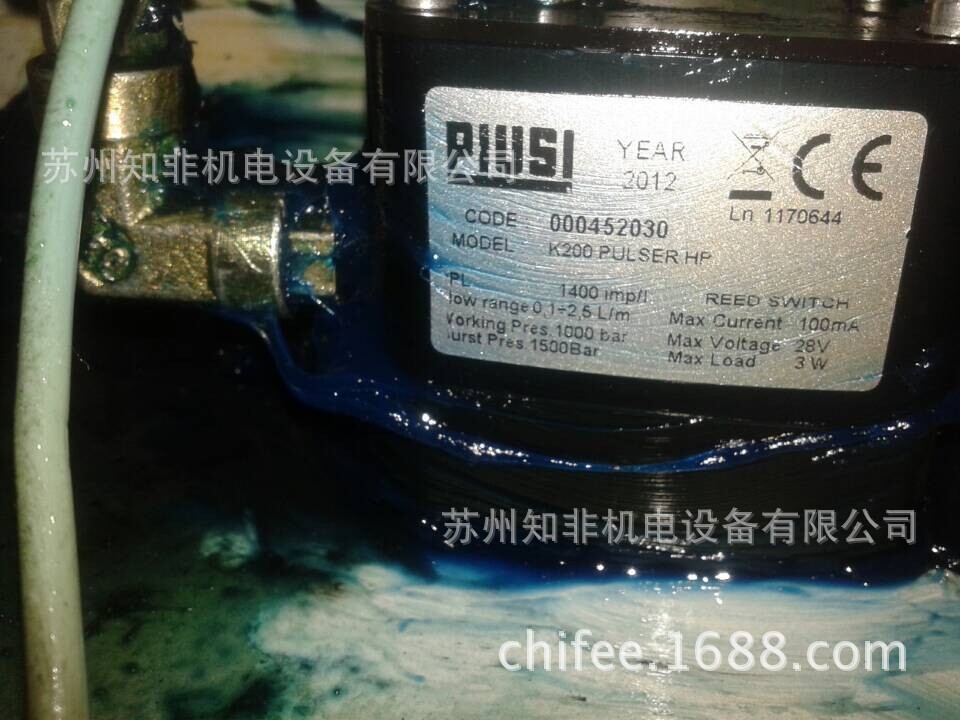 苏州知非机电设备有限公司
YEAR
2012
CE
Ln 1170644
CODE 000452030
MODEL K200 PULSER HP
1400 imp/l
low range 0,1÷2,5 L/m
Working Pres. 1000 bar
urst Pres 1500Bar
REED SWITCH
Max Current 100mA
Max Voltage 28V
Max Load 3 W
苏州知非机电设备有限公司
chifee.1688.com